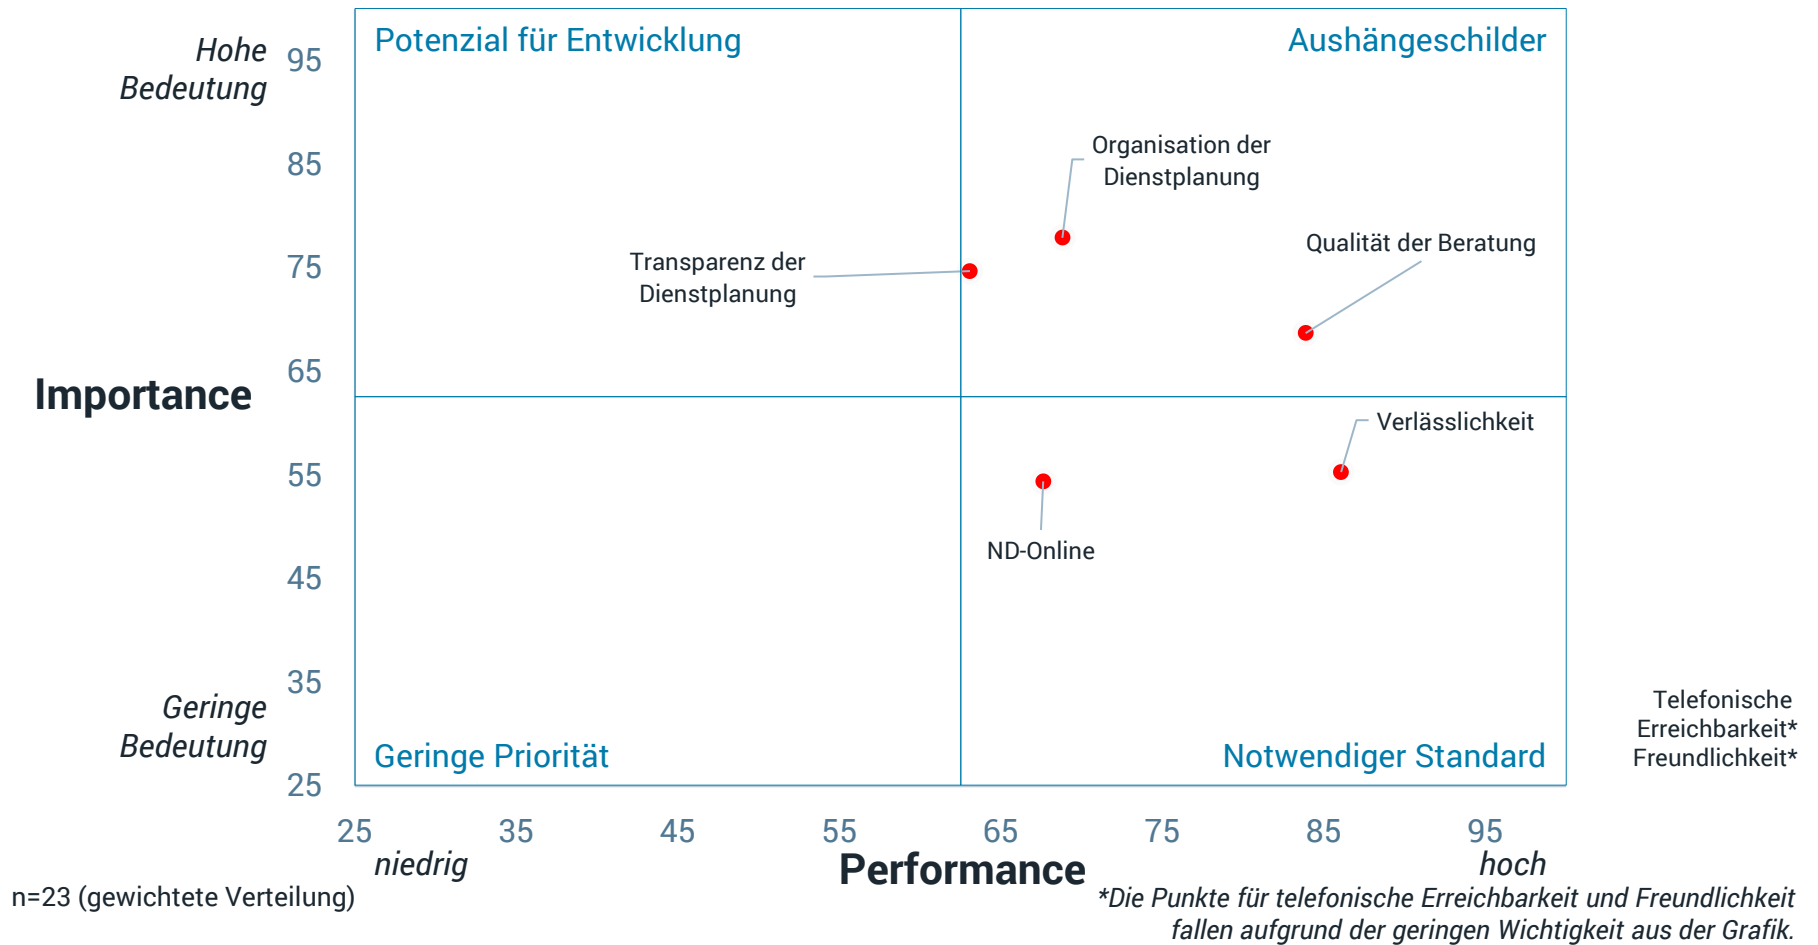 Potenzial für Entwicklung
Aushängeschilder
Hohe
Bedeutung
95
85
75
65
55
45
35
25
Organisation der
Dienstplanung
Qualität der Beratung
Transparenz der
Dienstplanung
Importance
Verlässlichkeit
ND-Online
Geringe
Bedeutung
Telefonische
Erreichbarkeit*
Freundlichkeit*
Geringe Priorität
Notwendiger Standard
25 35 45 55 65 75 85 95
niedrig
Performance
hoch
n=23 (gewichtete Verteilung)
*Die Punkte für telefonische Erreichbarkeit und Freundlichkeit
fallen aufgrund der geringen Wichtigkeit aus der Grafik.